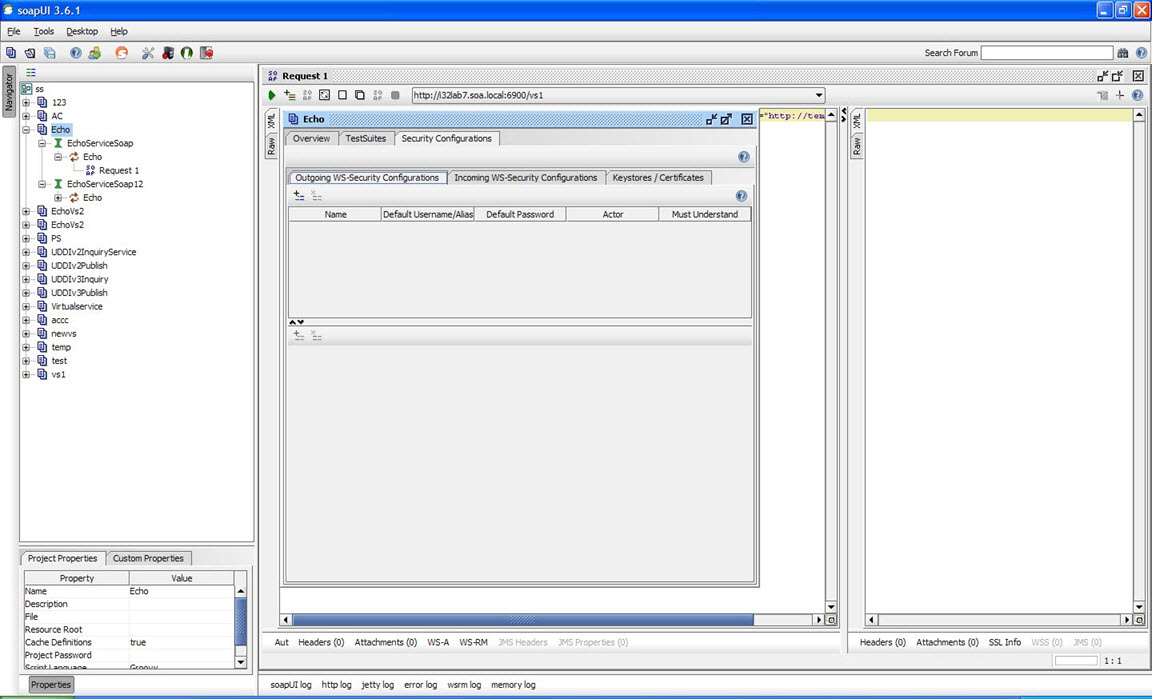 soapUI 3.6.1
File Tools Desktop Help
Search Forum
Navigator
ss
123
AC
Echo
EchoServiceSoap
Echo
Request 1
EchoServiceSoap12
Echo
EchoVs2
EchoVs2
PS
UDDIv2InquiryService
UDDIv2Publish
UDDIv3Inquiry
UDDIv3Publish
Virtualservice
accc
newvs
temp
test
vs1
Project Properties Custom Properties
Property Value
Name Echo
Description
File
Resource Root
Cache Definitions true
Project Password
Script Language Groovy
Properties
Request 1
http://i32lab7.soa.local:6900/vs1
XML
Raw
Echo
="http://tem
Overview TestSuites Security Configurations
Outgoing WS-Security Configurations Incoming WS-Security Configurations Keystores / Certificates
Name Default Username/Alias Default Password Actor Must Understand
XML
Raw
Aut Headers (0) Attachments (0) WS-A WS-RM JMS Headers JMS Properties (0)
Headers (0) Attachments (0) SSL Info WSS (0) JMS (0)
1 : 1
soapUI log http log jetty log error log wsrm log memory log